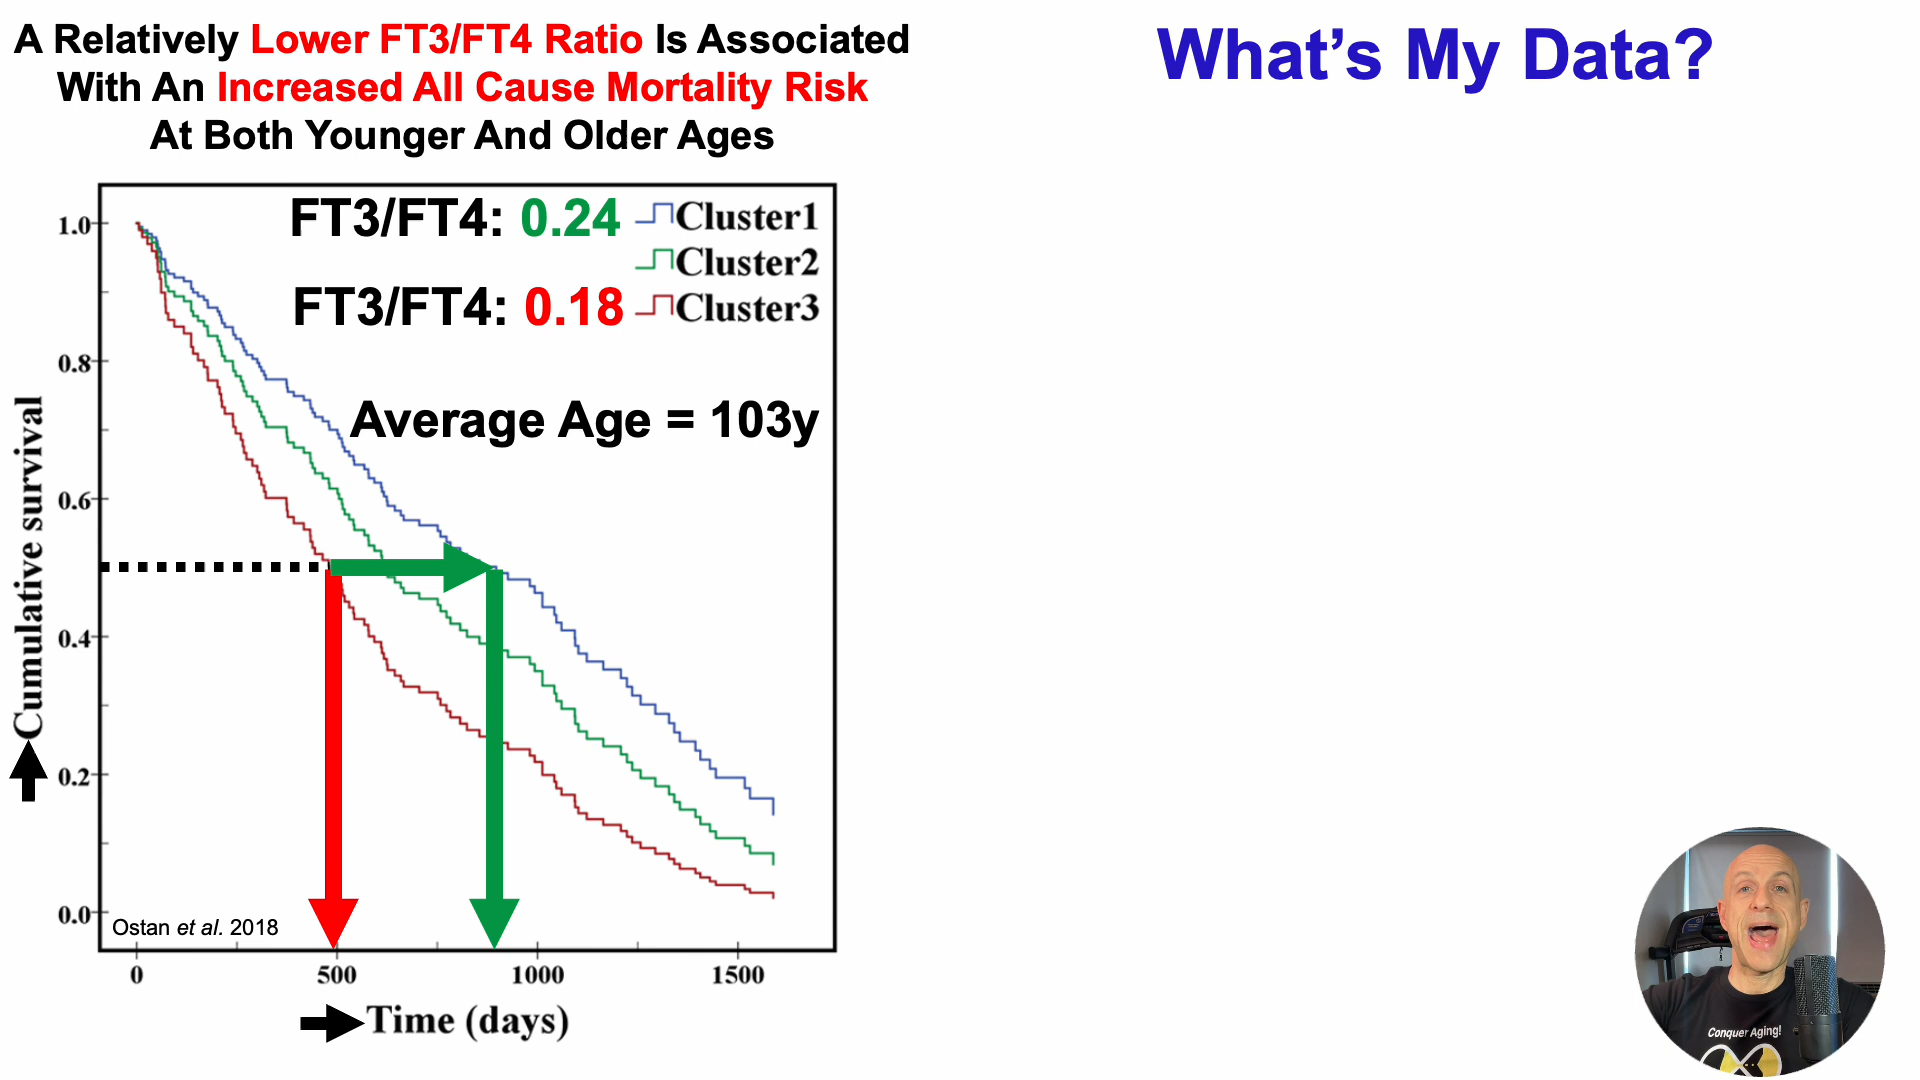 A Relatively Lower FT3/FT4 Ratio Is Associated
With An Increased All Cause Mortality Risk
At Both Younger And Older Ages
What's My Data?
FT3/FT4: 0.24
Cluster1
Cluster2
FT3/FT4: 0.18
Cluster3
Average Age = 103y
Cumulative survival
1.0
0.8
0.6
0.4
0.2
0.0
Ostan et al. 2018
0
500
1000
1500
Time (days)
Conquer Aging!